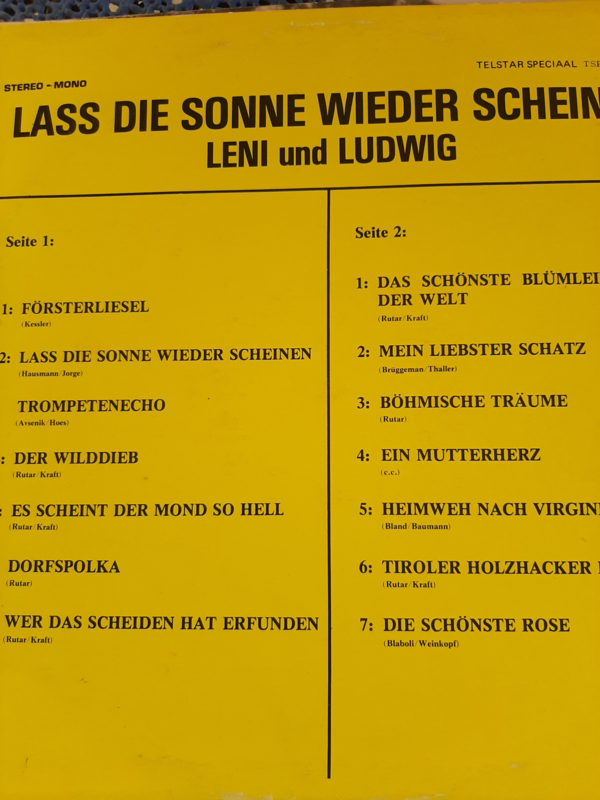 STEREO - MONO
TELSTAR SPECIAAL TSP
LASS DIE SONNE WIEDER SCHEIN
LENI und LUDWIG
Seite 1:
1: FÖRSTERLIESEL
(Kessler)
2: LASS DIE SONNE WIEDER SCHEINEN
(Hausmann/Jorge)
TROMPETENECHO
(Avsenik/Hoes)
: DER WILDDIEB
(Rutar/Kraft)
: ES SCHEINT DER MOND SO HELL
(Rutar/Kraft)
DORFSPOLKA
(Rutar)
WER DAS SCHEIDEN HAT ERFUNDEN
(Rutar/Kraft)
Seite 2:
1: DAS SCHÖNSTE BLÜMLEI
DER WELT
(Rutar/Kraft)
2: MEIN LIEBSTER SCHATZ
(Brüggeman/Thaller)
3: BÖHMISCHE TRÄUME
(Rutar)
4: EIN MUTTERHERZ
(c.c.)
5: HEIMWEH NACH VIRGIN
(Bland/Baumann)
6: TIROLER HOLZHACKER
(Rutar/Kraft)
7: DIE SCHÖNSTE ROSE
(Blaboli/Weinkopf)